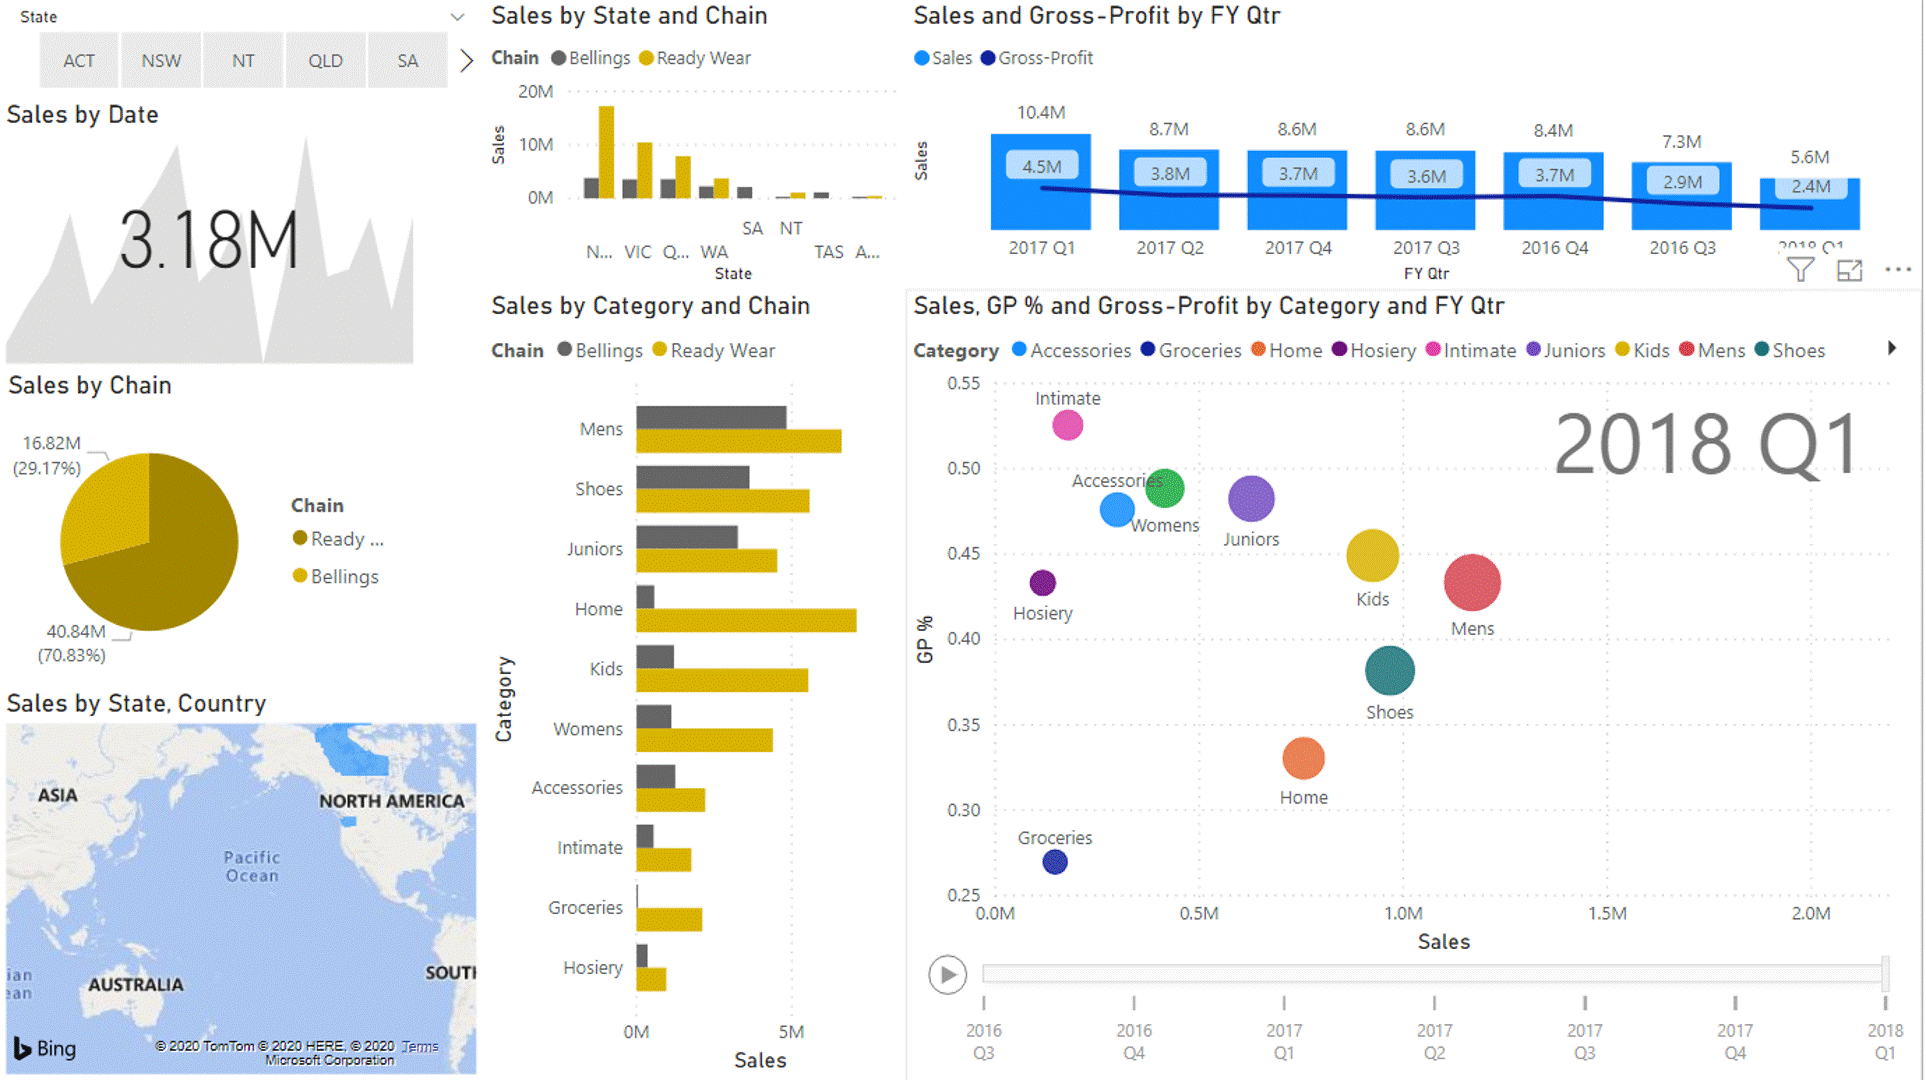 State
ACT NSW NT QLD SA
Sales by Date
3.18M
Sales by Chain
16.82M
(29.17%)
40.84M
(70.83%)
Chain
Ready ...
Bellings
Sales by State, Country
ASIA
NORTH AMERICA
Pacific
Ocean
AUSTRALIA
SOUTH
ian
ean
Bing
© 2020 TomTom © 2020 HERE, © 2020 Terms
Microsoft Corporation
Sales by State and Chain
Chain Bellings Ready Wear
20M
10M
0M
Sales
SA NT
N... VIC Q... WA TAS A...
State
Sales by Category and Chain
Chain Bellings Ready Wear
Category
Mens
Shoes
Juniors
Home
Kids
Womens
Accessories
Intimate
Groceries
Hosiery
0M 5M
Sales
Sales and Gross-Profit by FY Qtr
Sales Gross-Profit
Sales
10.4M 8.7M 8.6M 8.6M 8.4M 7.3M 5.6M
4.5M 3.8M 3.7M 3.6M 3.7M 2.9M 2.4M
2017 Q1 2017 Q2 2017 Q4 2017 Q3 2016 Q4 2016 Q3 2018 Q1
FY Qtr
Sales, GP % and Gross-Profit by Category and FY Qtr
Category Accessories Groceries Home Hosiery Intimate Juniors Kids Mens Shoes
2018 Q1
GP %
0.55
0.50
0.45
0.40
0.35
0.30
0.25
Intimate
Accessories
Womens
Juniors
Kids
Hosiery
Mens
Shoes
Home
Groceries
0.0M 0.5M 1.0M 1.5M 2.0M
Sales
2016 2016 2017 2017 2017 2017 2018
Q3 Q4 Q1 Q2 Q3 Q4 Q1